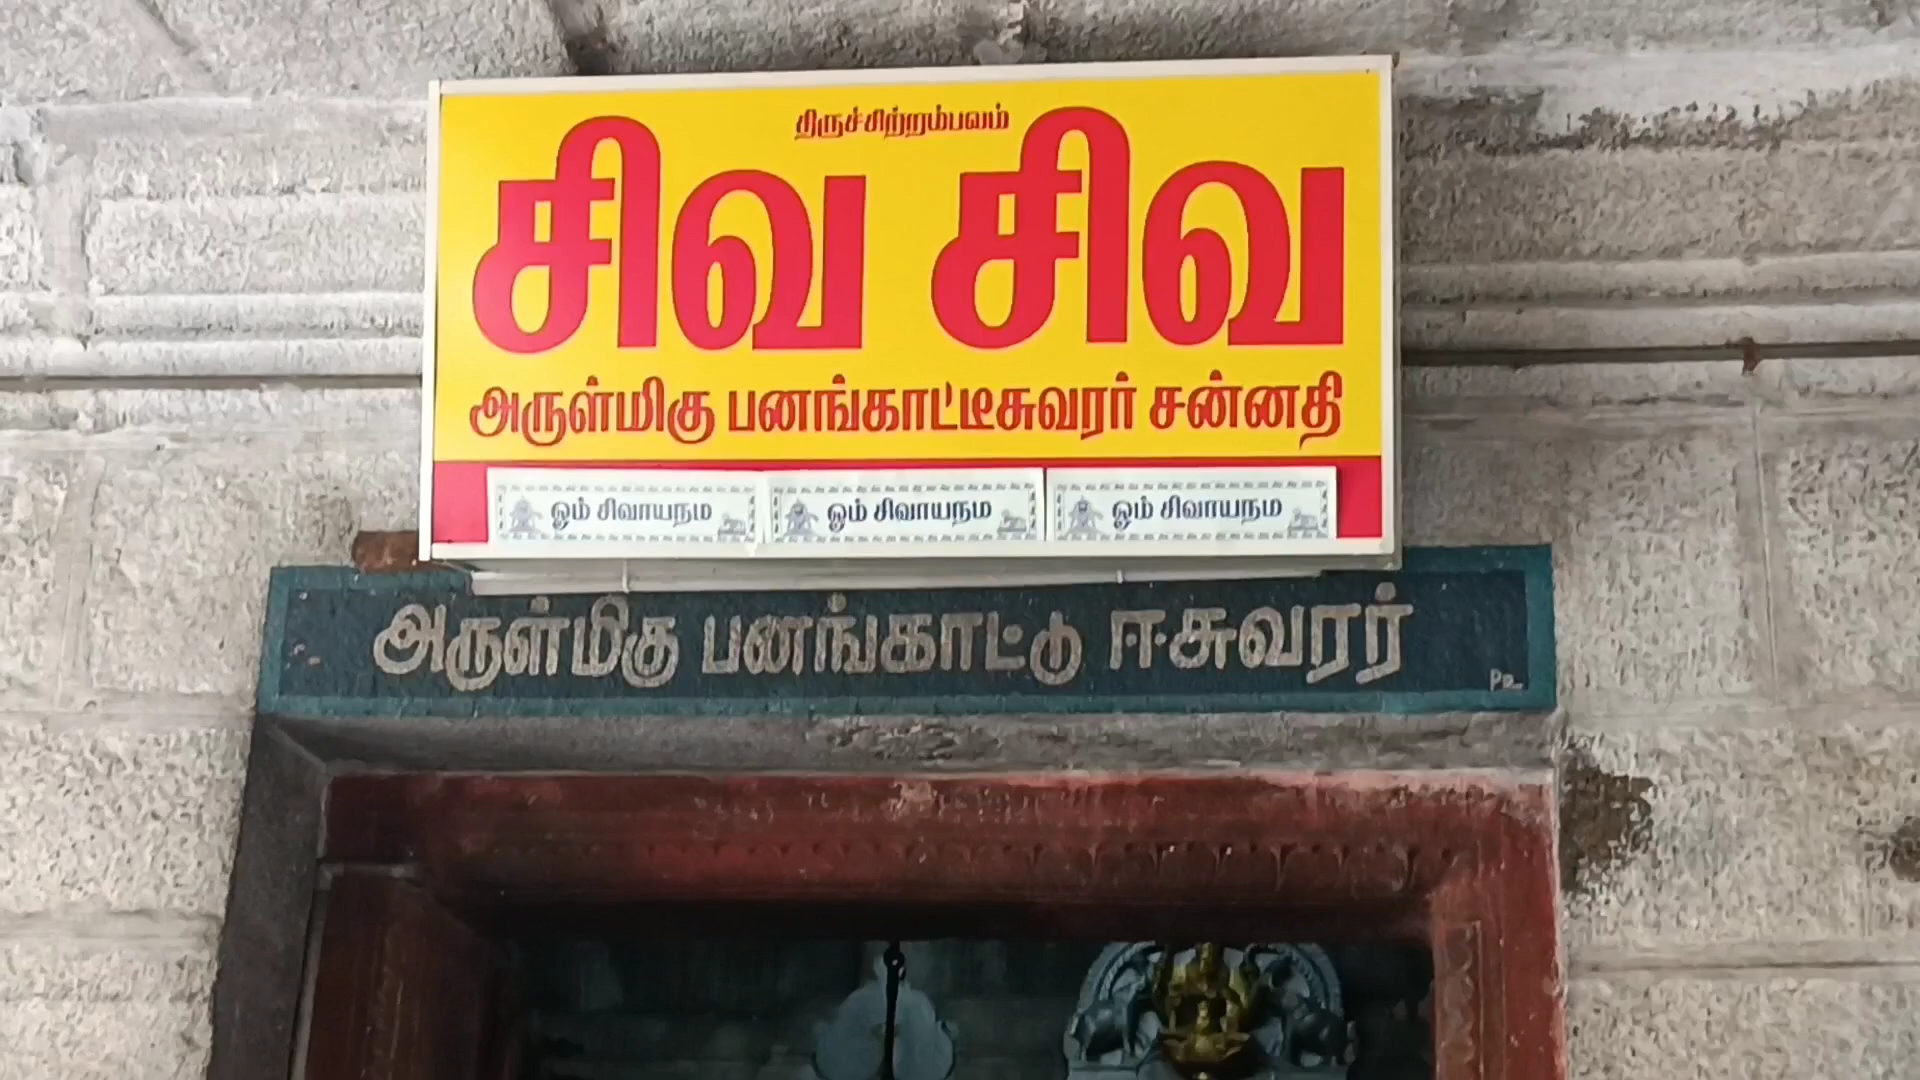 திருச்சிற்றம்பலம்
சிவ சிவ
அருள்மிகு பனங்காட்டீசுவரர் சன்னதி
ஓம் சிவாயநம ஓம் சிவாயநம ஓம் சிவாயநம
அருள்மிகு பனங்காட்டு ஈசுவரர்